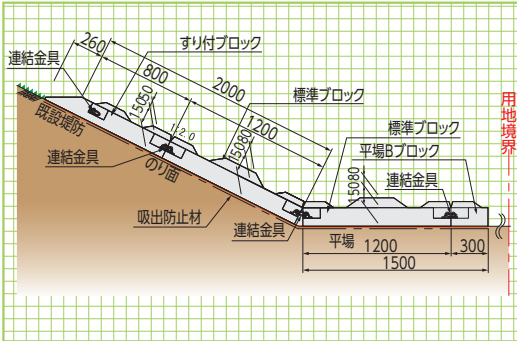 260
すり付ブロック
連結金具
800
2000
標準ブロック
15050
1200
標準ブロック
既設堤防
1:2.0
平場Bブロック
連結金具
のり面
15080
15080
連結金具
吸出防止材
連結金具
用地境界
平場
1200
300
1500